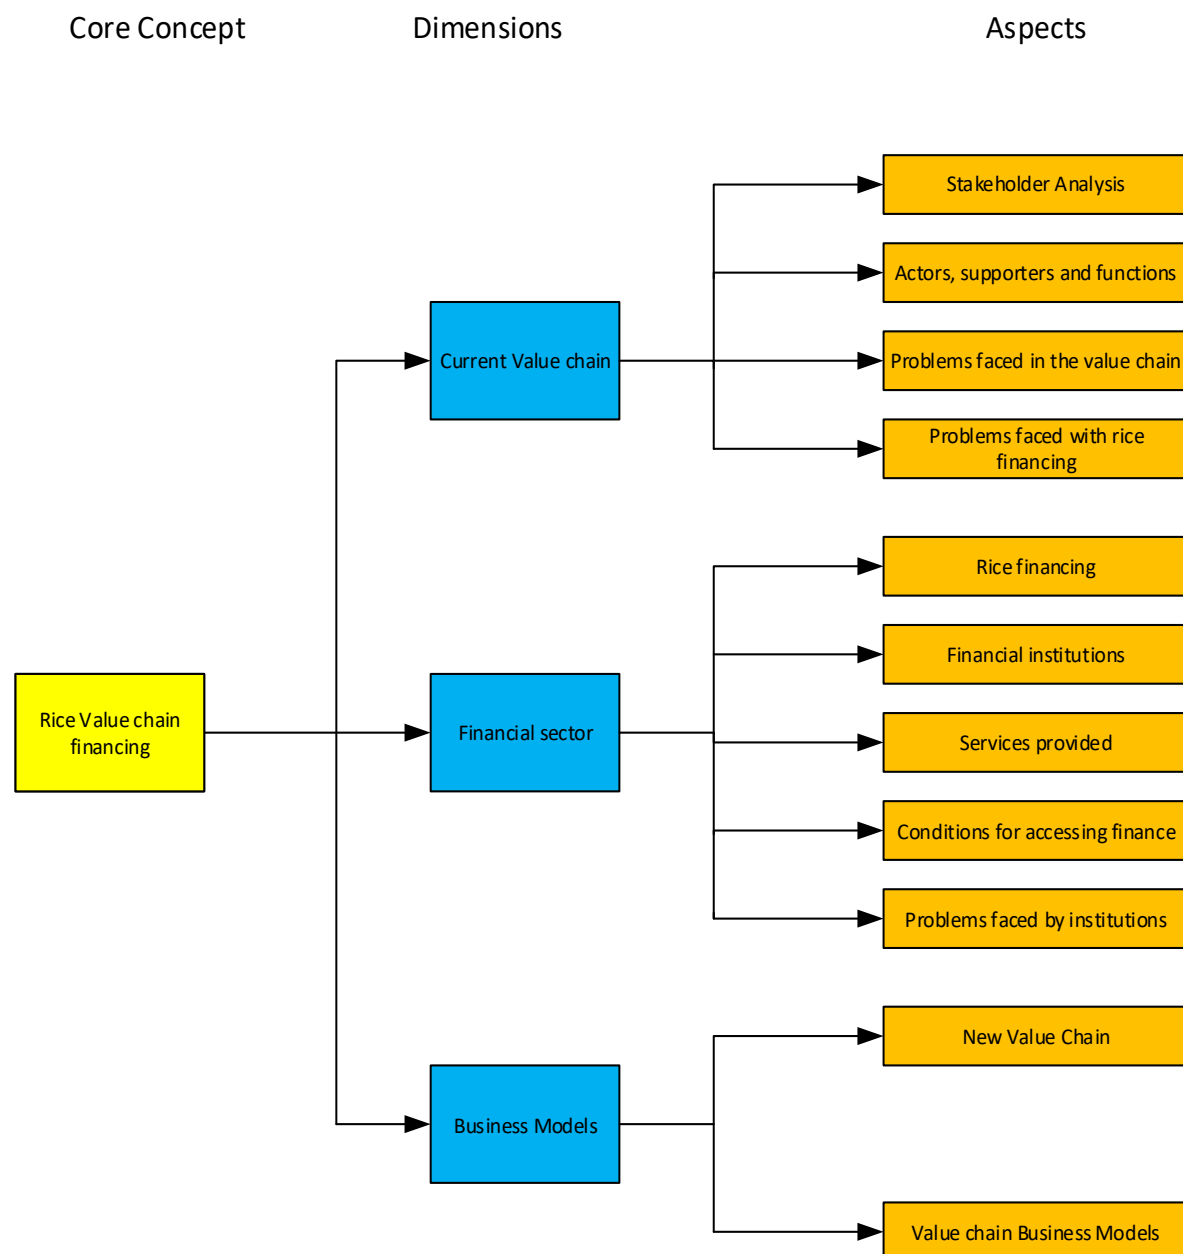 Core Concept
Dimensions
Aspects
Stakeholder Analysis
Actors, supporters and functions
Current Value chain
Problems faced in the value chain
Problems faced with rice
financing
Rice financing
Financial institutions
Rice Value chain
financing
Financial sector
Services provided
Conditions for accessing finance
Problems faced by institutions
New Value Chain
Business Models
Value chain Business Models